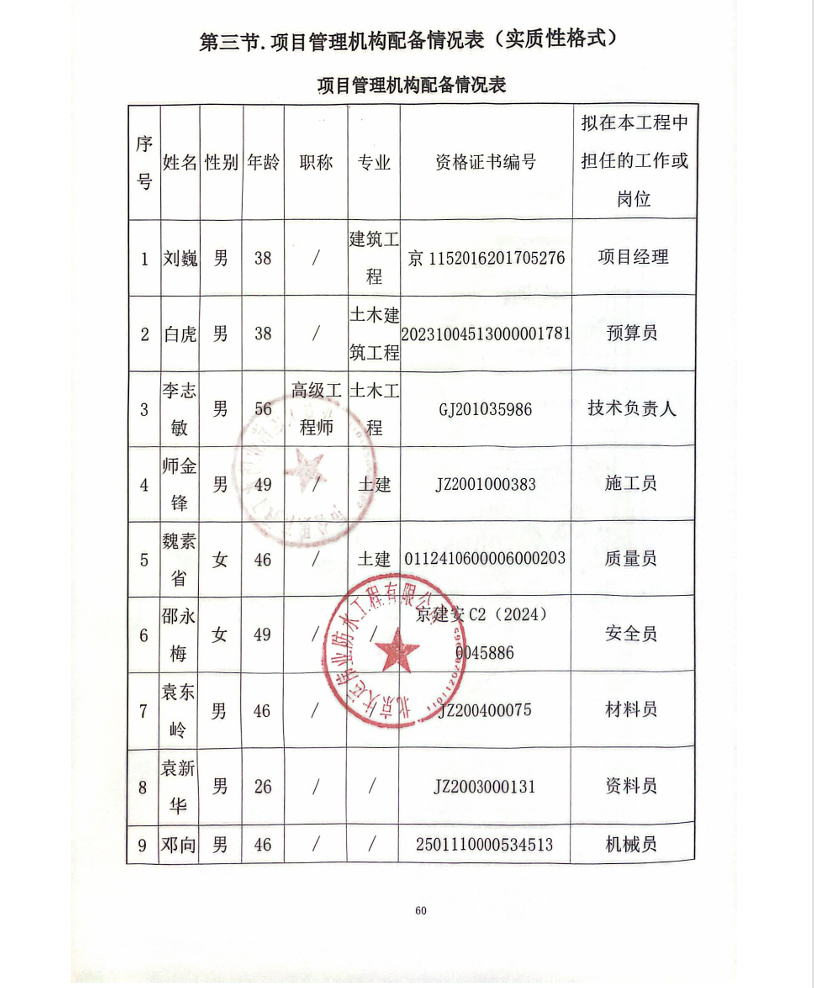 第三节.项目管理机构配备情况表（实质性格式）
项目管理机构配备情况表
序号 姓名 性别 年龄 职称 专业 资格证书编号 拟在本工程中担任的工作或岗位
1 刘巍 男 38 / 建筑工程 京 1152016201705276 项目经理
2 白虎 男 38 / 土木建筑工程 20231004513000001781 预算员
3 李志敏 男 56 高级工程师 土木工程 GJ201035986 技术负责人
4 师金锋 男 49 / 土建 JZ2001000383 施工员
5 魏素省 女 46 / 土建 0112410600006000203 质量员
6 邵永梅 女 49 / / 京建安 C2（2024）0045886 安全员
7 袁东岭 男 46 / / JZ200400075 材料员
8 袁新华 男 26 / / JZ2003000131 资料员
9 邓向 男 46 / / 2501110000534513 机械员
防水工程有限公司
60